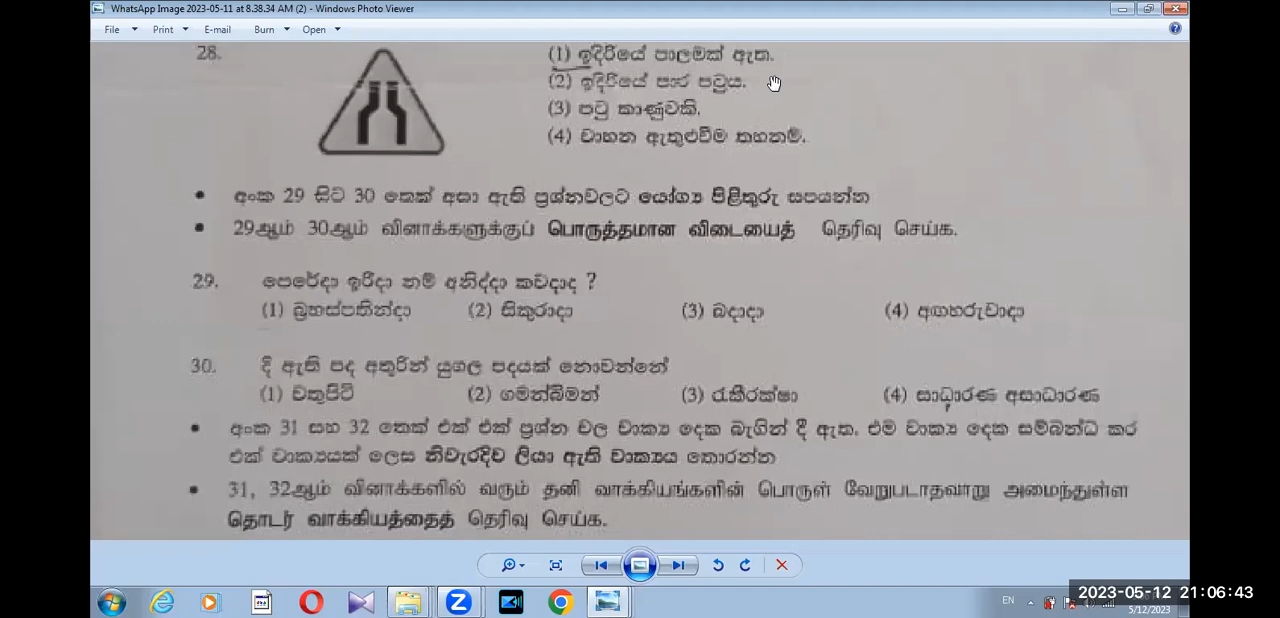 WhatsApp Image 2023-05-11 at 8.38.34 AM (2) - Windows Photo Viewer
File Print E-mail Burn Open
28. (1) ඉදිරියේ පාලමක් ඇත.
(2) ඉදිරියේ පාර පටුය.
(3) පටු කාණුවකි.
(4) වාහන ඇතුළුවීම තහනම්.
• අංක 29 සිට 30 තෙක් අසා ඇති ප්‍රශ්නවලට යෝග්‍ය පිළිතුරු සපයන්න
• 29ஆம் 30ஆம் வினாக்களுக்குப் பொருத்தமான விடையைத் தெரிவு செய்க.
29. පෙරේදා ඉරිදා නම් අනිද්දා කවදාද ?
(1) බ්‍රහස්පතින්දා (2) සිකුරාදා (3) බදාදා (4) අඟහරුවාදා
30. දී ඇති පද අතුරින් යුගල පදයක් නොවන්නේ
(1) වතුපිටි (2) ගමන්බිමන් (3) රැකීරක්ෂා (4) සාධාරණ අසාධාරණ
• අංක 31 සහ 32 තෙක් එක් එක් ප්‍රශ්න වල වාක්‍ය දෙක බැගින් දී ඇත. එම වාක්‍ය දෙක සම්බන්ධ කර
එක් වාක්‍යයක් ලෙස නිවැරදිව ලියා ඇති වාක්‍යය තෝරන්න
• 31, 32ஆம் வினாக்களில் வரும் தனி வாக்கியங்களின் பொருள் வேறுபடாதவாறு அமைந்துள்ள
தொடர் வாக்கியத்தைத் தெரிவு செய்க.
EN
5/12/2023
2023-05-12 21:06:43